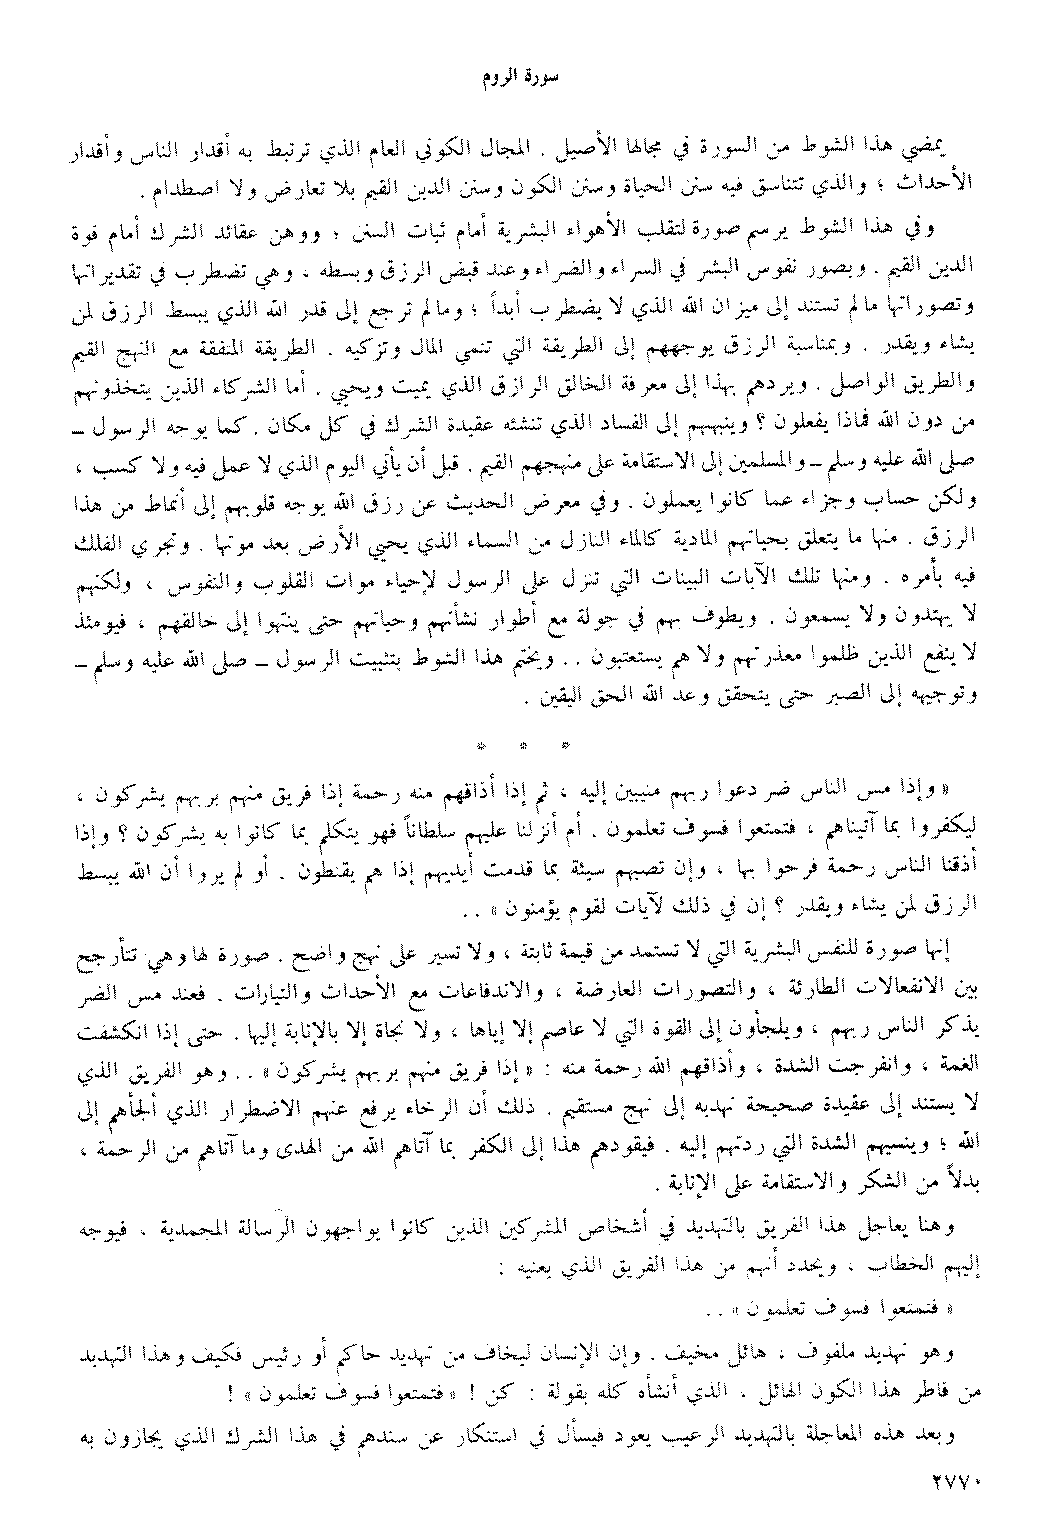 سورة الروم
يمضي هذا الشوط من السورة في مجالها الأصيل . المجال الكوني العام الذي ترتبط به أقدار الناس وأقدار
الأحداث ؛ والذي تتناسق فيه سنن الحياة وسنن الكون وسنن الدين القيم بلا تعارض ولا اصطدام .
وفي هذا الشوط يرسم صورة لتقلب الأهواء البشرية أمام ثبات السنن ؛ ووهن عقائد الشرك أمام قوة
الدين القيم . ويصور نفوس البشر في السراء والضراء وعند قبض الرزق وبسطه ، وهي تضطرب في تقديراتها
وتصوراتها مالم تستند إلى ميزان الله الذي لا يضطرب أبداً ؛ ومالم ترجع إلى قدر الله الذي يبسط الرزق لمن
يشاء ويقدر . وبمناسبة الرزق يوجههم إلى الطريقة التي تنمي المال وتزكيه . الطريقة المتفقة مع النهج القيم
والطريق الواصل . ويردهم بهذا إلى معرفة الخالق الرازق الذي يميت ويحيي . أما الشركاء الذين يتخذونهم
من دون الله فماذا يفعلون ؟ وينبههم إلى الفساد الذي تنشئه عقيدة الشرك في كل مكان . كما يوجه الرسول –
صلى الله عليه وسلم – والمسلمين إلى الاستقامة على منهجهم القيم . قبل أن يأتي اليوم الذي لا عمل فيه ولا كسب ،
ولكن حساب وجزاء عما كانوا يعملون . وفي معرض الحديث عن رزق الله يوجه قلوبهم إلى أنماط من هذا
الرزق . منها ما يتعلق بحياتهم المادية كالماء النازل من السماء الذي يحيي الأرض بعد موتها . وتجري الفلك
فيه بأمره . ومنها تلك الآيات البينات التي تنزل على الرسول لإحياء موات القلوب والنفوس ، ولكنهم
لا يهتدون ولا يسمعون . ويطوف بهم في جولة مع أطوار نشأتهم وحياتهم حتى ينتهوا إلى خالقهم ، فيومئذ
لا ينفع الذين ظلموا معذرتهم ولا هم يستعتبون .. ويختم هذا الشوط بتثبيت الرسول – صلى الله عليه وسلم –
وتوجيهه إلى الصبر حتى يتحقق وعد الله الحق اليقين .
* * *
« وإذا مس الناس ضر دعوا ربهم منيبين إليه ، ثم إذا أذاقهم منه رحمة إذا فريق منهم بربهم يشركون ،
ليكفروا بما آتيناهم ، فتمتعوا فسوف تعلمون . أم أنزلنا عليهم سلطاناً فهو يتكلم بما كانوا به يشركون ؟ وإذا
أذقنا الناس رحمة فرحوا بها ، وإن تصبهم سيئة بما قدمت أيديهم إذا هم يقنطون . أو لم يروا أن الله يبسط
الرزق لمن يشاء ويقدر ؟ إن في ذلك لآيات لقوم يؤمنون » ..
إنها صورة للنفس البشرية التي لا تستمد من قيمة ثابتة ، ولا تسير على نهج واضح . صورة لها وهي تتأرجح
بين الانفعالات الطارئة ، والتصورات العارضة ، والاندفاعات مع الأحداث والتيارات . فعند مس الضر
يذكر الناس ربهم ، ويلجأون إلى القوة التي لا عاصم إلا إياها ، ولا نجاة إلا بالإنابة إليها . حتى إذا انكشفت
الغمة ، وانفرجت الشدة ، وأذاقهم الله رحمة منه : « إذا فريق منهم بربهم يشركون » .. وهو الفريق الذي
لا يستند إلى عقيدة صحيحة تهديه إلى نهج مستقيم . ذلك أن الرخاء يرفع عنهم الاضطرار الذي ألجأهم إلى
الله ؛ وينسيهم الشدة التي ردتهم إليه . فيقودهم هذا إلى الكفر بما آتاهم الله من الهدى وما آتاهم من الرحمة ،
بدلاً من الشكر والاستقامة على الإنابة .
وهنا يعاجل هذا الفريق بالتهديد في أشخاص المشركين الذين كانوا يواجهون الرسالة المحمدية ، فيوجه
إليهم الخطاب ، ويحدد أنهم من هذا الفريق الذي يعنيه :
« فتمتعوا فسوف تعلمون » ..
وهو تهديد ملفوف ، هائل مخيف . وإن الإنسان ليخاف من تهديد حاكم أو رئيس فكيف وهذا التهديد
من فاطر هذا الكون الهائل . الذي أنشأه كله بقولة : كن ! « فتمتعوا فسوف تعلمون » !
وبعد هذه المعاجلة بالتهديد الرعيب يعود فيسأل في استنكار عن سندهم في هذا الشرك الذي يجازون به
٢٧٧٠